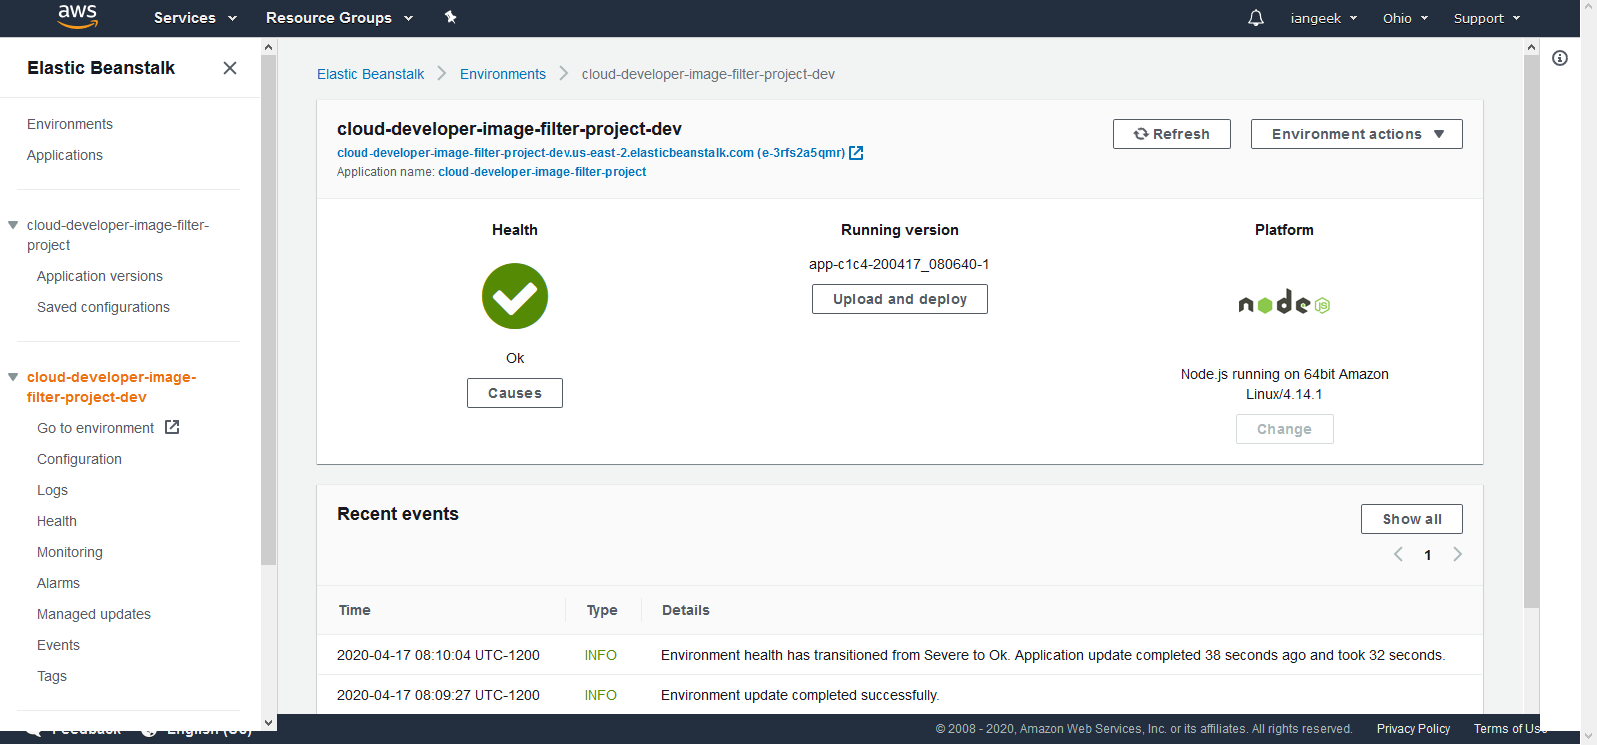 aws Services Resource Groups iangeek Ohio Support
Elastic Beanstalk
Environments
Applications
cloud-developer-image-filter-
project
Application versions
Saved configurations
cloud-developer-image-
filter-project-dev
Go to environment
Configuration
Logs
Health
Monitoring
Alarms
Managed updates
Events
Tags
Elastic Beanstalk Environments cloud-developer-image-filter-project-dev
cloud-developer-image-filter-project-dev
cloud-developer-image-filter-project-dev.us-east-2.elasticbeanstalk.com (e-3rfs2a5qmr)
Application name: cloud-developer-image-filter-project
Refresh
Environment actions
Health
Ok
Causes
Running version
app-c1c4-200417_080640-1
Upload and deploy
Platform
node JS
Node.js running on 64bit Amazon
Linux/4.14.1
Change
Recent events
Show all
1
Time Type Details
2020-04-17 08:10:04 UTC-1200 INFO Environment health has transitioned from Severe to Ok. Application update completed 38 seconds ago and took 32 seconds.
2020-04-17 08:09:27 UTC-1200 INFO Environment update completed successfully.
Feedback English (US)
© 2008 - 2020, Amazon Web Services, Inc. or its affiliates. All rights reserved. Privacy Policy Terms of Use